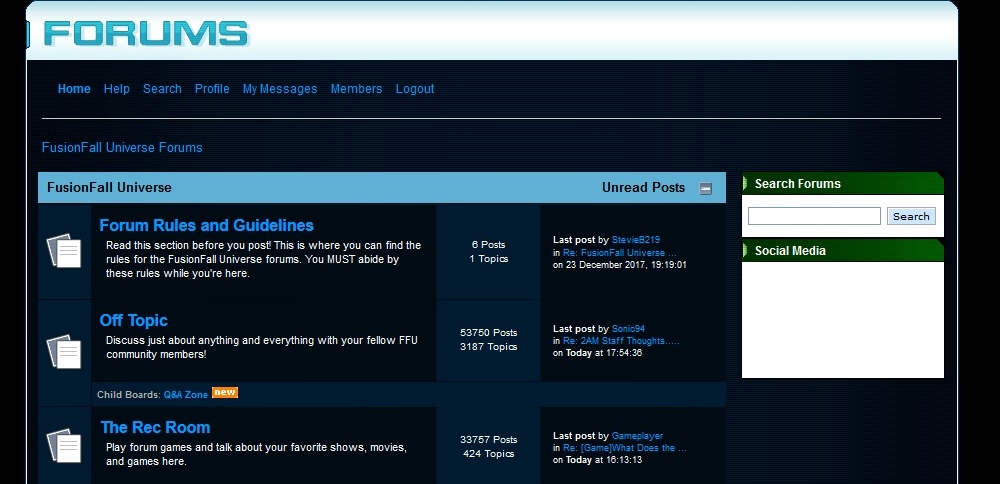 FORUMS
Home Help Search Profile My Messages Members Logout
FusionFall Universe Forums
FusionFall Universe Unread Posts
Forum Rules and Guidelines
Read this section before you post! This is where you can find the
rules for the FusionFall Universe forums. You MUST abide by
these rules while you're here.
6 Posts
1 Topics
Last post by StevieB219
in Re: FusionFall Universe ...
on 23 December 2017, 19:19:01
Off Topic
Discuss just about anything and everything with your fellow FFU
community members!
53750 Posts
3187 Topics
Last post by Sonic94
in Re: 2AM Staff Thoughts.....
on Today at 17:54:36
Child Boards: Q&A Zone new
The Rec Room
Play forum games and talk about your favorite shows, movies,
and games here.
33757 Posts
424 Topics
Last post by Gameplayer
in Re: [Game]What Does the ...
on Today at 16:13:13
Search Forums
Search
Social Media